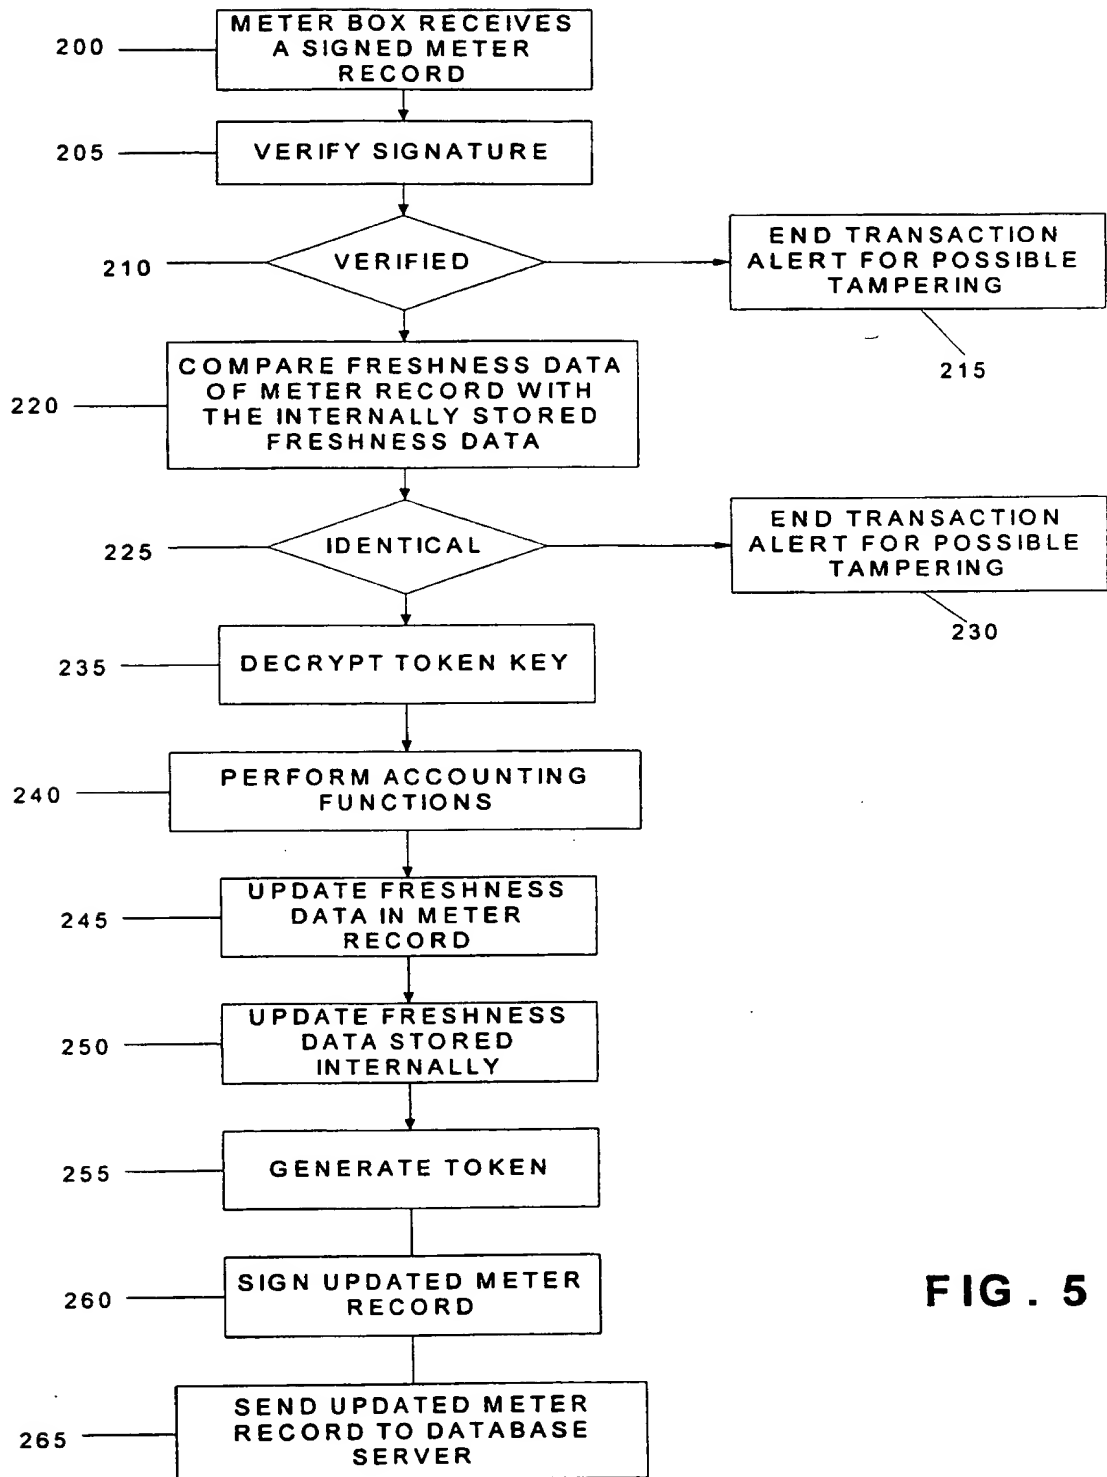 METER BOX RECEIVES
A SIGNED METER
RECORD
200
VERIFY SIGNATURE
205
VERIFIED
210
END TRANSACTION
ALERT FOR POSSIBLE
TAMPERING
215
COMPARE FRESHNESS DATA
OF METER RECORD WITH
THE INTERNALLY STORED
FRESHNESS DATA
220
IDENTICAL
225
END TRANSACTION
ALERT FOR POSSIBLE
TAMPERING
230
DECRYPT TOKEN KEY
235
PERFORM ACCOUNTING
FUNCTIONS
240
UPDATE FRESHNESS
DATA IN METER
RECORD
245
UPDATE FRESHNESS
DATA STORED
INTERNALLY
250
GENERATE TOKEN
255
SIGN UPDATED METER
RECORD
260
SEND UPDATED METER
RECORD TO DATABASE
SERVER
265
FIG. 5